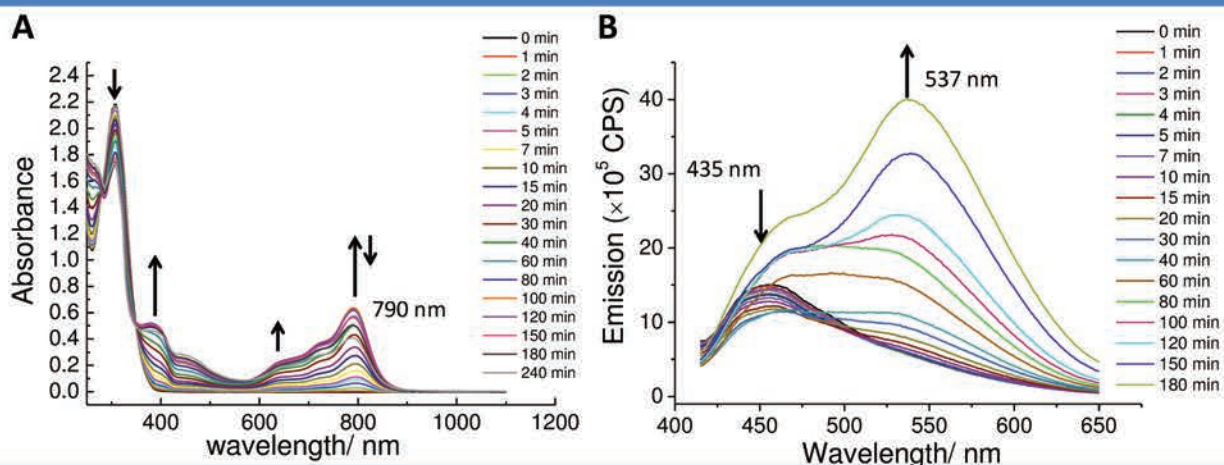 A
Absorbance
2.4
2.2
2.0
1.8
1.6
1.4
1.2
1.0
0.8
0.6
0.4
0.2
0.0
400
600
800
1000
1200
wavelength/ nm
790 nm
0 min
1 min
2 min
3 min
4 min
5 min
7 min
10 min
15 min
20 min
30 min
40 min
60 min
80 min
100 min
120 min
150 min
180 min
240 min
B
Emission (×10⁵ CPS)
40
30
20
10
0
400
450
500
550
600
650
Wavelength/ nm
435 nm
537 nm
0 min
1 min
2 min
3 min
4 min
5 min
7 min
10 min
15 min
20 min
30 min
40 min
60 min
80 min
100 min
120 min
150 min
180 min